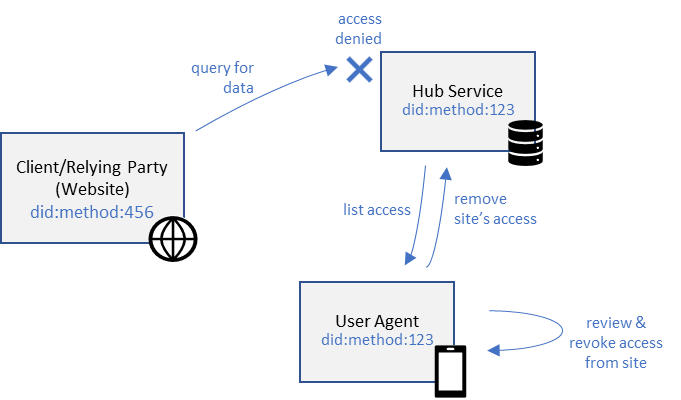 access
denied
query for
data
Hub Service
did:method:123
Client/Relying Party
(Website)
did:method:456
list access
remove
site's access
User Agent
did:method:123
review &
revoke access
from site